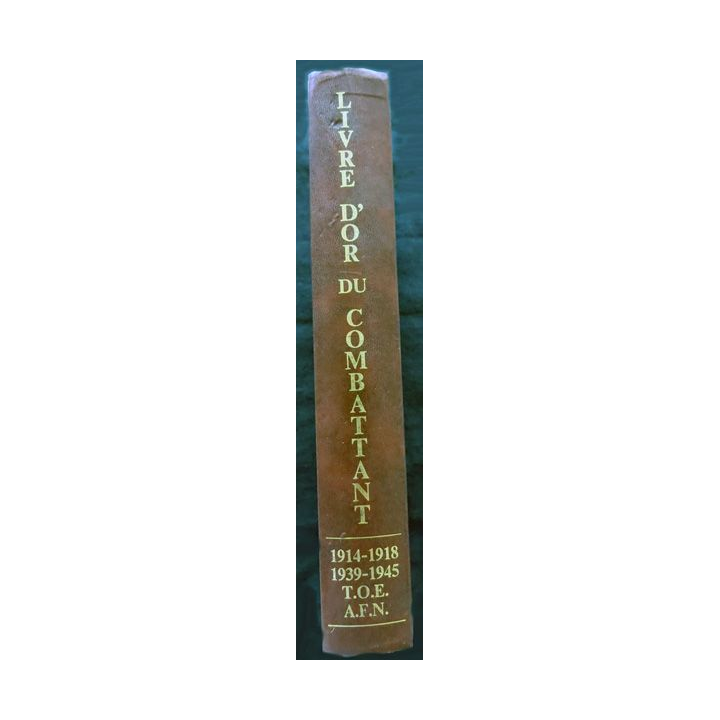 LIVRE D'OR DU COMBATTANT
1914-1918
1939-1945
T.O.E.
A.F.N.